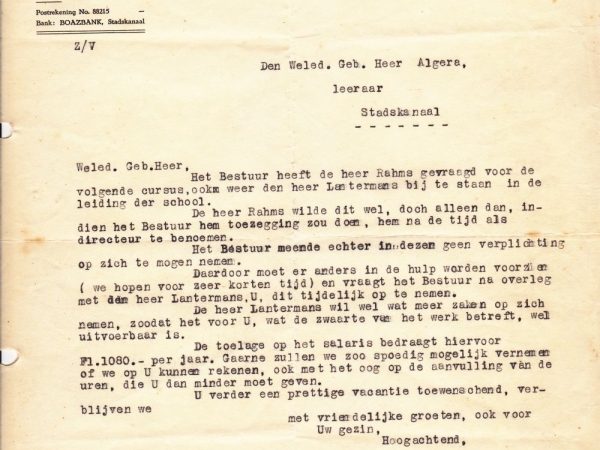 Postrekening No. 88215 —
Bank: BOAZBANK, Stadskanaal
Z/V
Den Weled. Geb. Heer Algera,
leeraar
Stadskanaal
- - - - - - -
Weled. Geb.Heer,
Het Bestuur heeft de heer Rahms gevraagd voor de
volgende cursus,ookm weer den heer Lantermans bij te staan in de
leiding der school.
De heer Rahms wilde dit wel, doch alleen dan, in-
dien het Bestuur hem toezegging zou doen, hem na de tijd als
directeur te benoemen.
Het Bestuur meende echter in dezen geen verplichting
op zich te mogen nemen.
Daardoor moet er anders in de hulp worden voorzien
( we hopen voor zeer korten tijd) en vraagt het Bestuur na overleg
met den heer Lantermans,U, dit tijdelijk op te nemen.
De heer Lantermans wil wel wat meer zaken op zich
nemen, zoodat het voor U, wat de zwaarte van het werk betreft, wel
uitvoerbaar is.
De toelage op het salaris bedraagt hiervoor
Fl.1080.- per jaar. Gaarne zullen we zoo spoedig mogelijk vernemen
of we op U kunnen rekenen, ook met het oog op de aanvulling van de
uren, die U dan minder moet geven.
U verder een prettige vacantie toewenschend, ver-
blijven we
met vriendelijke groeten, ook voor
Uw gezin,
Hoogachtend,